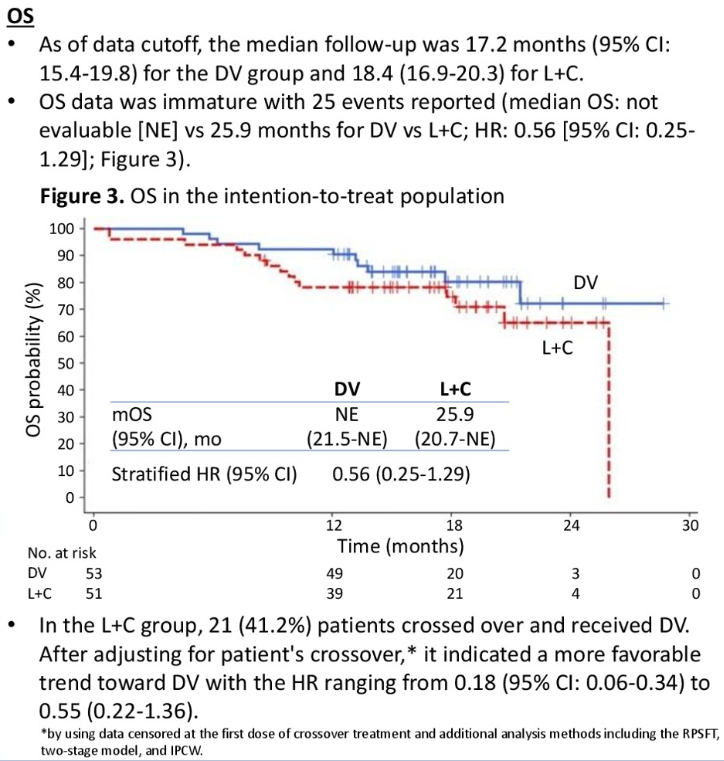 OS
• As of data cutoff, the median follow-up was 17.2 months (95% CI:
15.4-19.8) for the DV group and 18.4 (16.9-20.3) for L+C.
• OS data was immature with 25 events reported (median OS: not
evaluable [NE] vs 25.9 months for DV vs L+C; HR: 0.56 [95% CI: 0.25-
1.29]; Figure 3).
Figure 3. OS in the intention-to-treat population
OS probability (%)
100
90
80
70
60
50
40
30
20
10
0
DV
L+C
DV L+C
mOS NE 25.9
(95% CI), mo (21.5-NE) (20.7-NE)
Stratified HR (95% CI) 0.56 (0.25-1.29)
0 12 18 24 30
Time (months)
No. at risk
DV 53 49 20 3 0
L+C 51 39 21 4 0
• In the L+C group, 21 (41.2%) patients crossed over and received DV.
After adjusting for patient's crossover,* it indicated a more favorable
trend toward DV with the HR ranging from 0.18 (95% CI: 0.06-0.34) to
0.55 (0.22-1.36).
*by using data censored at the first dose of crossover treatment and additional analysis methods including the RPSFT,
two-stage model, and IPCW.